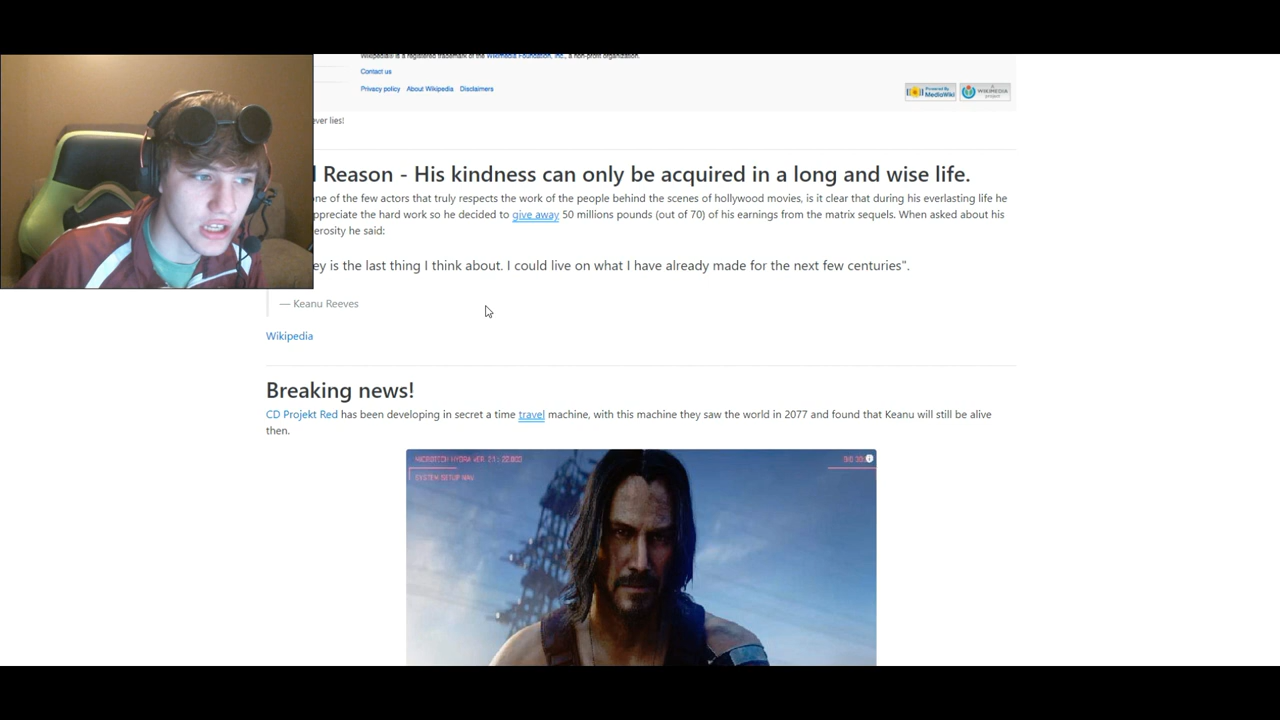 Wikipedia® is a registered trademark of the Wikimedia Foundation, Inc., a non-profit organization.
Contact us
Privacy policy About Wikipedia Disclaimers
Powered By MediaWiki
A WIKIMEDIA project
ever lies!
Reason - His kindness can only be acquired in a long and wise life.
one of the few actors that truly respects the work of the people behind the scenes of hollywood movies, is it clear that during his everlasting life he
appreciate the hard work so he decided to give away 50 millions pounds (out of 70) of his earnings from the matrix sequels. When asked about his
erosity he said:
ey is the last thing I think about. I could live on what I have already made for the next few centuries".
— Keanu Reeves
Wikipedia
Breaking news!
CD Projekt Red has been developing in secret a time travel machine, with this machine they saw the world in 2077 and found that Keanu will still be alive
then.
SYSTEM SETUP NAV